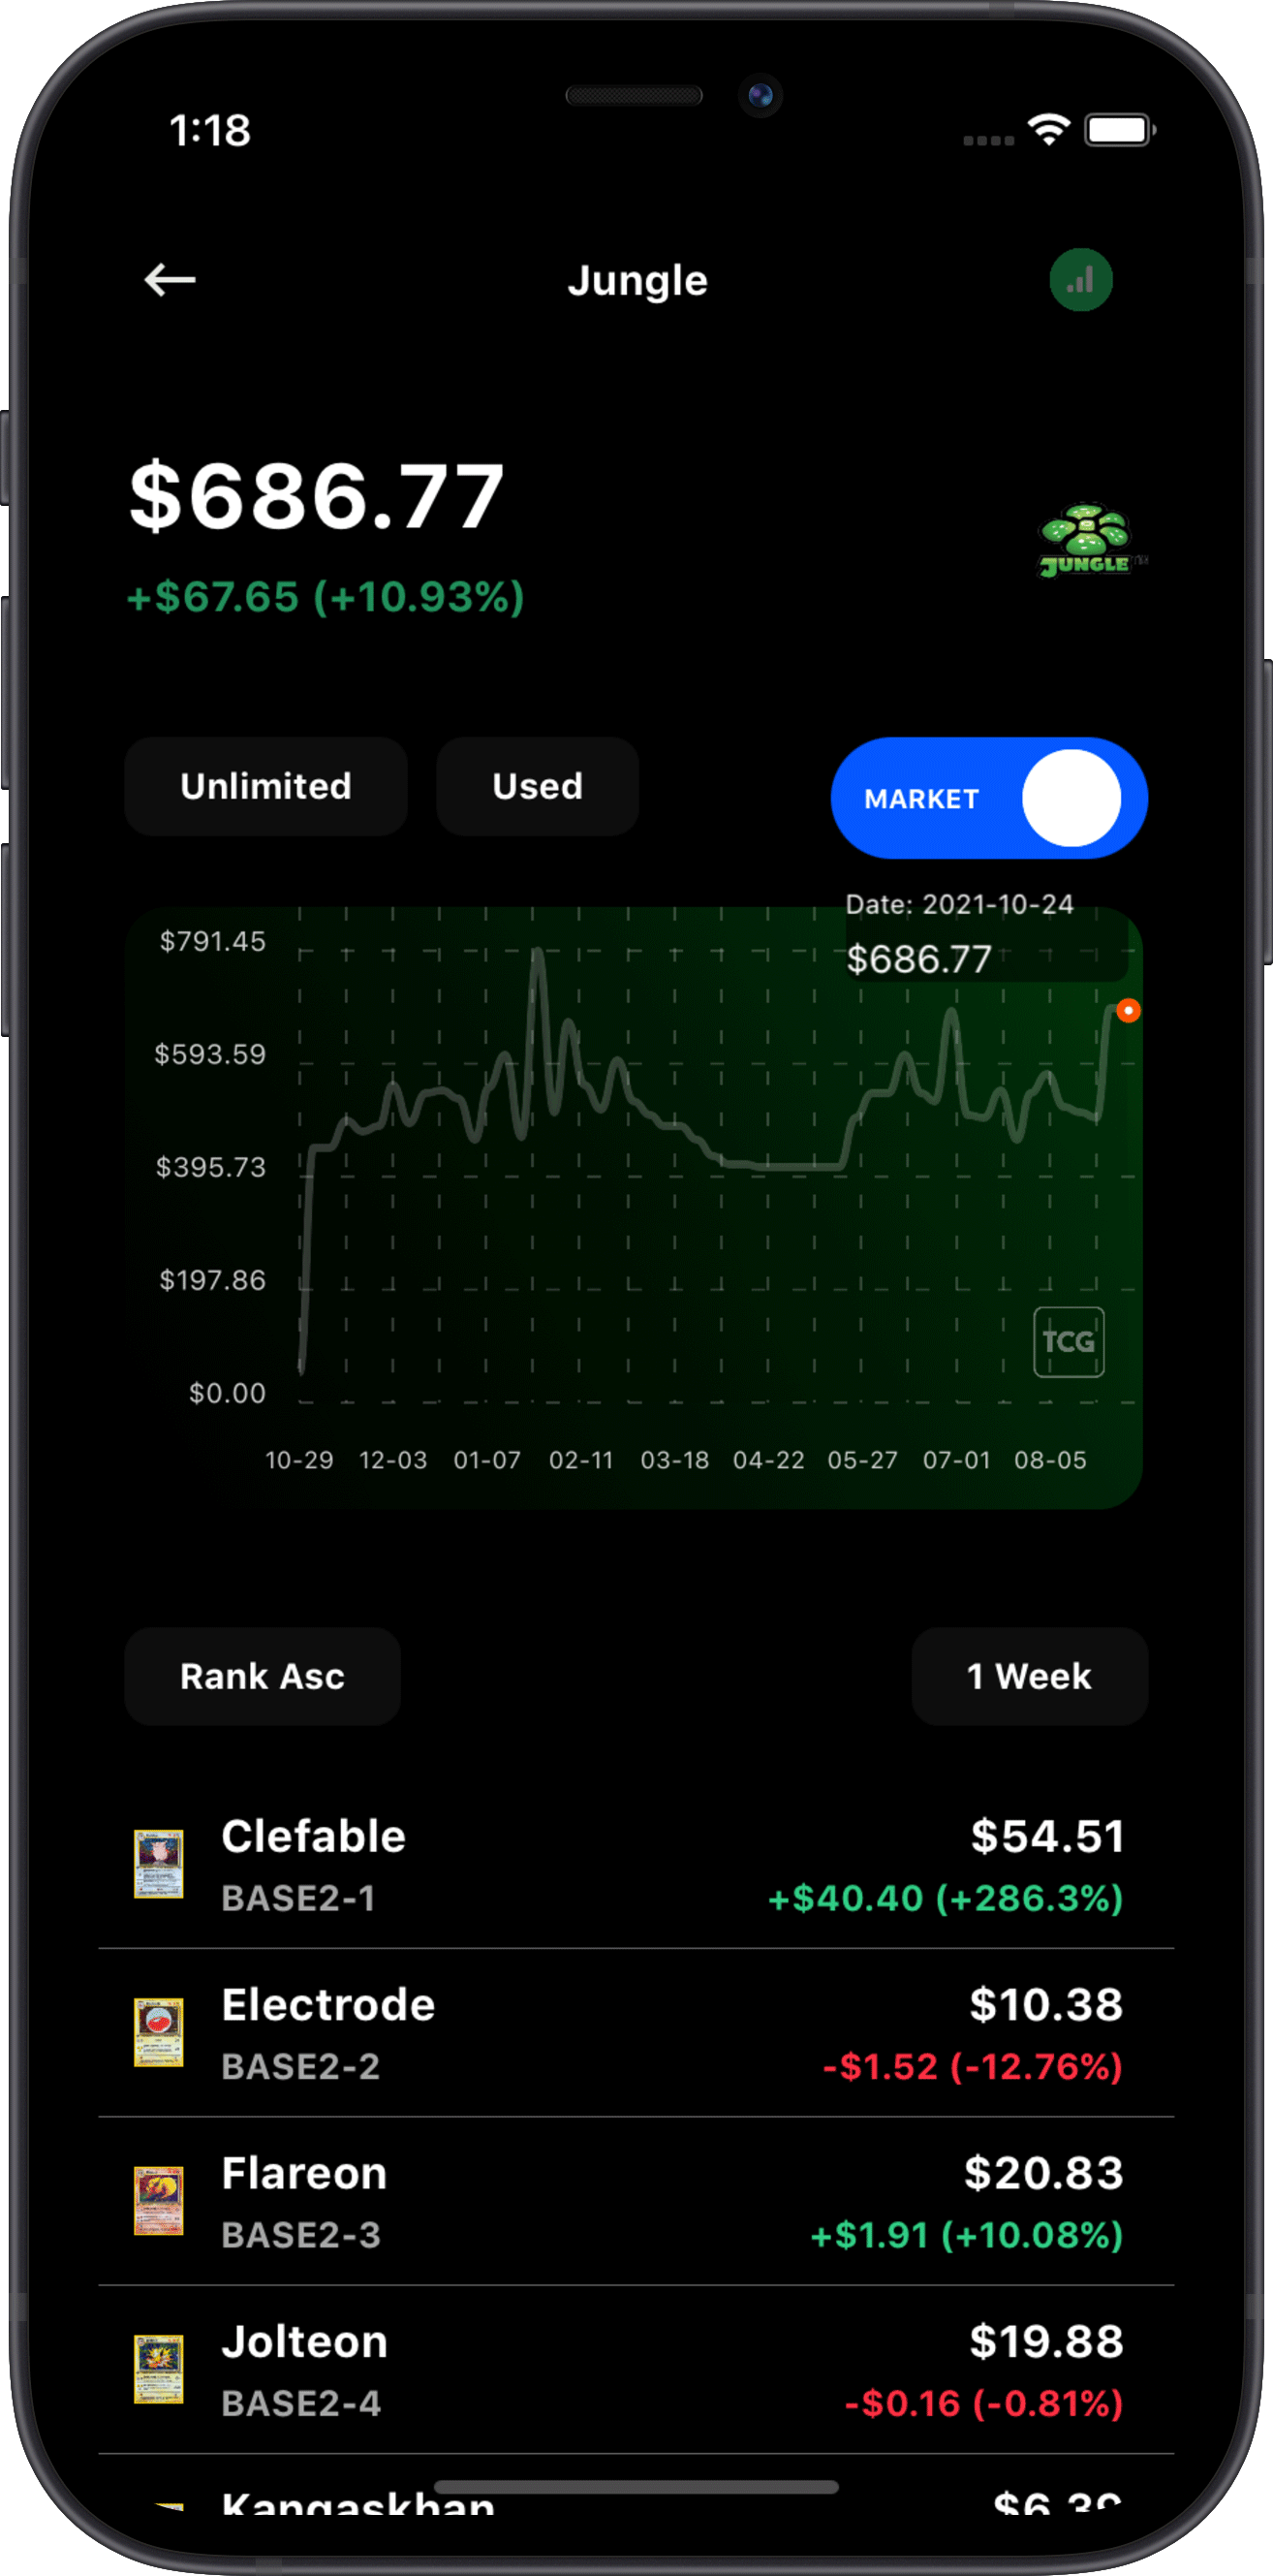 1:18
Jungle
$686.77
+$67.65 (+10.93%)
JUNGLE
Unlimited
Used
MARKET
Date: 2021-10-24
$686.77
$791.45
$593.59
$395.73
$197.86
$0.00
TCG
10-29 12-03 01-07 02-11 03-18 04-22 05-27 07-01 08-05
Rank Asc
1 Week
Clefable $54.51
BASE2-1 +$40.40 (+286.3%)
Electrode $10.38
BASE2-2 -$1.52 (-12.76%)
Flareon $20.83
BASE2-3 +$1.91 (+10.08%)
Jolteon $19.88
BASE2-4 -$0.16 (-0.81%)
Kangaskhan